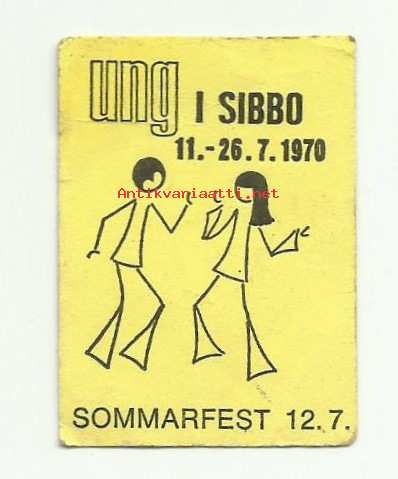 ung I SIBBO
11.-26.7.1970
Antikvariaatti.net
SOMMARFEST 12.7.